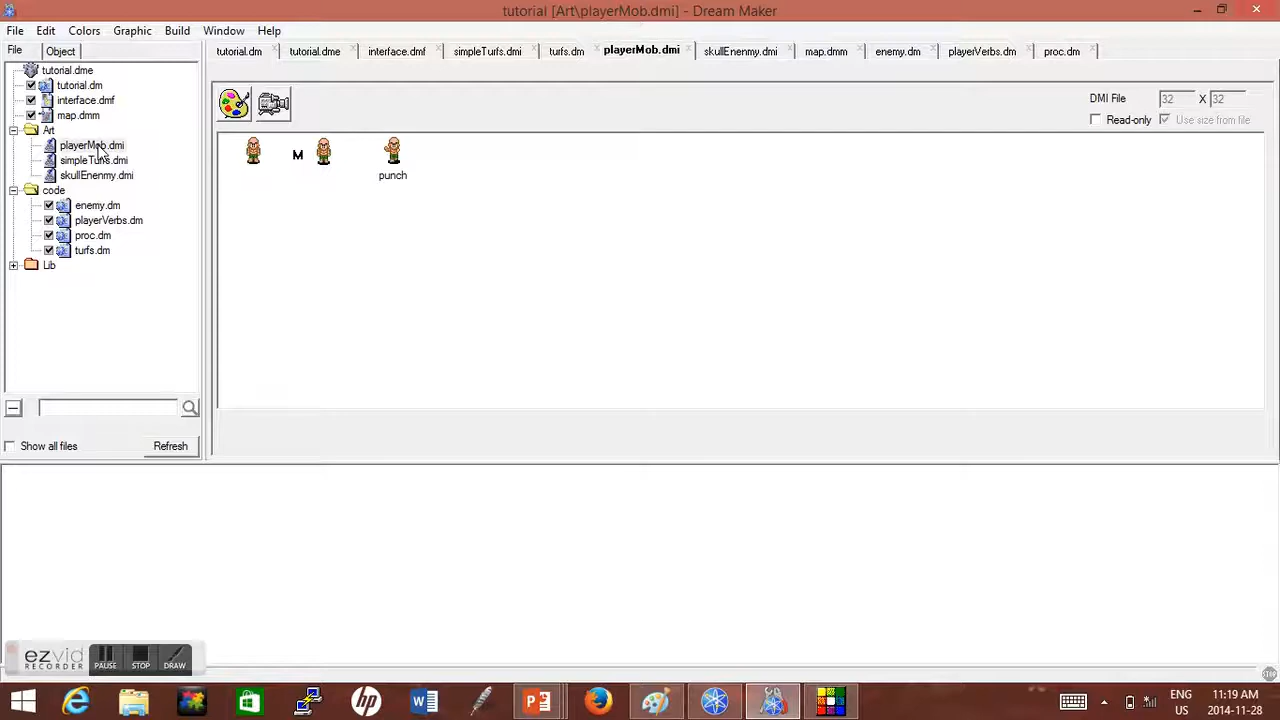 tutorial [Art\playerMob.dmi] - Dream Maker
File Edit Colors Graphic Build Window Help
File Object
tutorial.dm tutorial.dme interface.dmf simpleTurfs.dmi turfs.dm playerMob.dmi skullEnenmy.dmi map.dmm enemy.dm playerVerbs.dm proc.dm
tutorial.dme
tutorial.dm
interface.dmf
map.dmm
Art
playerMob.dmi
simpleTurfs.dmi
skullEnenmy.dmi
code
enemy.dm
playerVerbs.dm
proc.dm
turfs.dm
Lib
DMI File 32 X 32
Read-only Use size from file
M
punch
Show all files Refresh
ezvid
RECORDER
PAUSE STOP DRAW
ENG
US
11:19 AM
2014-11-28